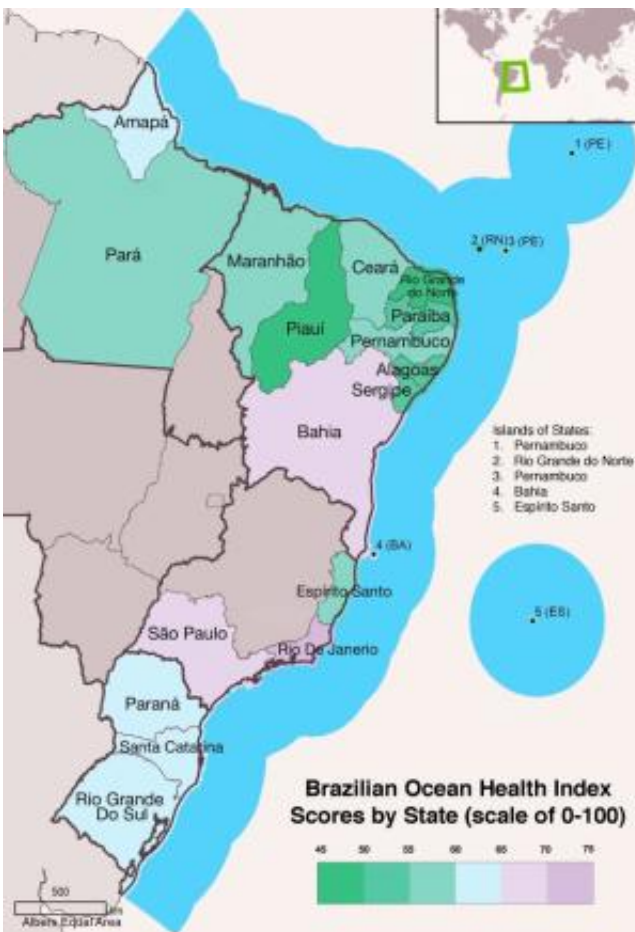 Amapá
1 (PE)
2 (RN)
3 (PE)
Pará
Maranhão
Ceará
Rio Grande
do Norte
Piauí
Paraíba
Pernambuco
Alagoas
Sergipe
Bahia
Islands of States:
1. Pernambuco
2. Rio Grande do Norte
3. Pernambuco
4. Bahia
5. Espírito Santo
4 (BA)
Espírito Santo
5 (ES)
São Paulo
Rio De Janerio
Paraná
Santa Catarina
Rio Grande
Do Sul
Brazilian Ocean Health Index
Scores by State (scale of 0-100)
45 50 55 60 65 70 75
500
Albers Equal Area